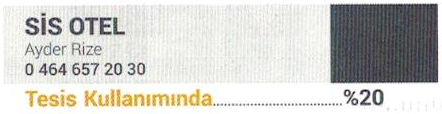 SİS OTEL
Ayder Rize
0 464 657 20 30
Tesis Kullanımında..............................%20